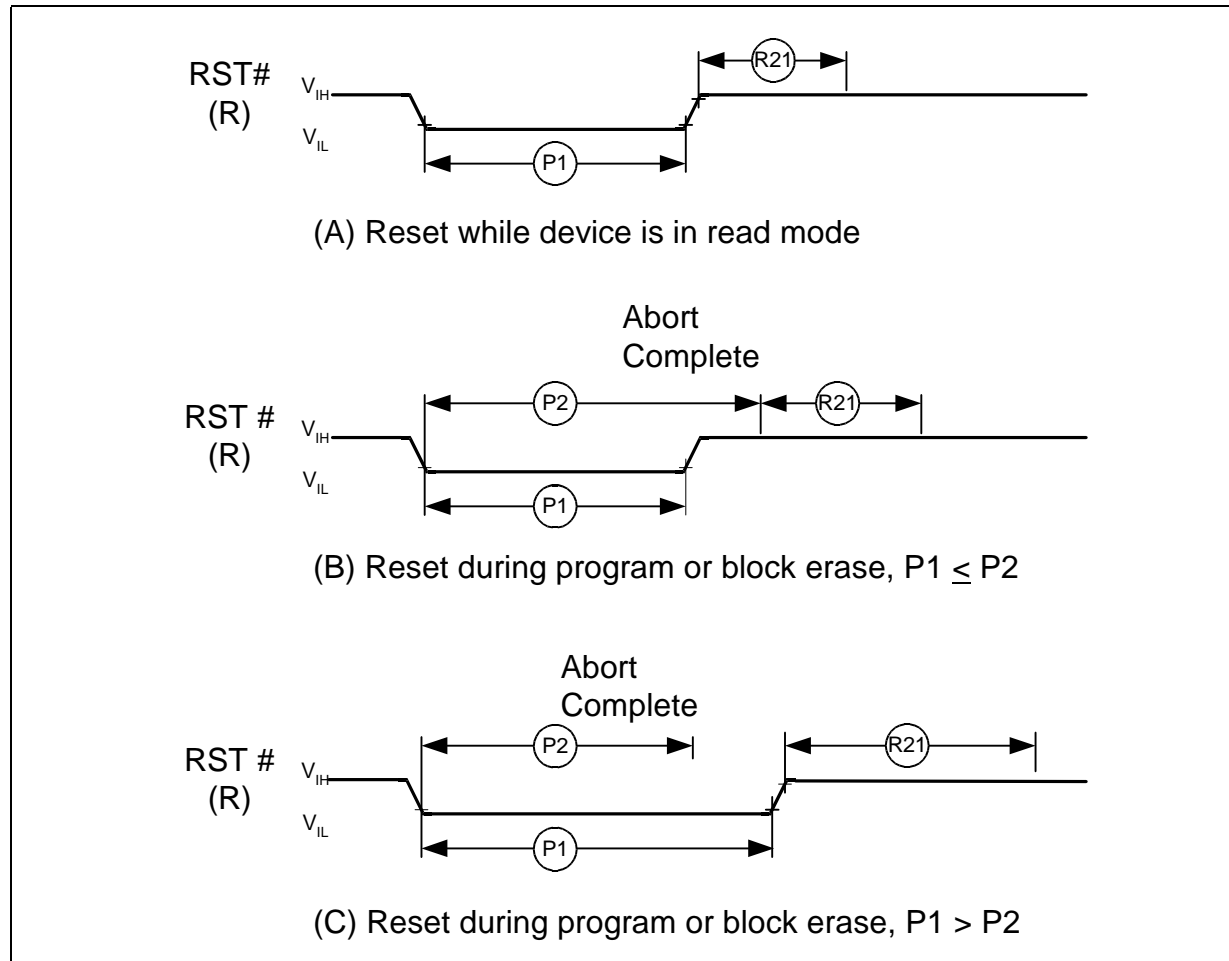 R21
RST#
(R)
V_IH
V_IL
P1
(A) Reset while device is in read mode
Abort
Complete
P2
R21
RST #
(R)
V_IH
V_IL
P1
(B) Reset during program or block erase, P1 ≤ P2
Abort
Complete
P2
R21
RST #
(R)
V_IH
V_IL
P1
(C) Reset during program or block erase, P1 > P2